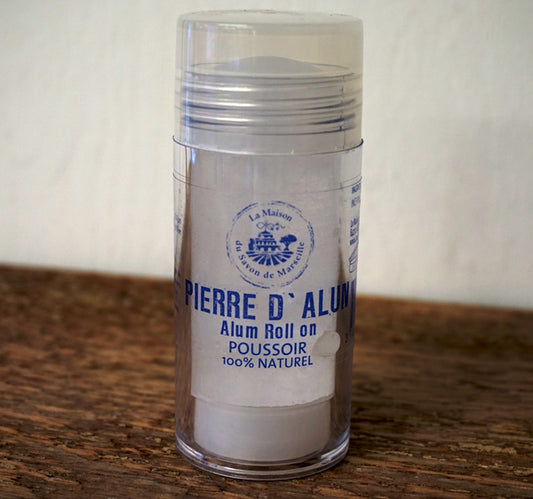 La Maison
du Savon de Marseille
PIERRE D`ALUN
Alum Roll on
POUSSOIR
100% NATUREL